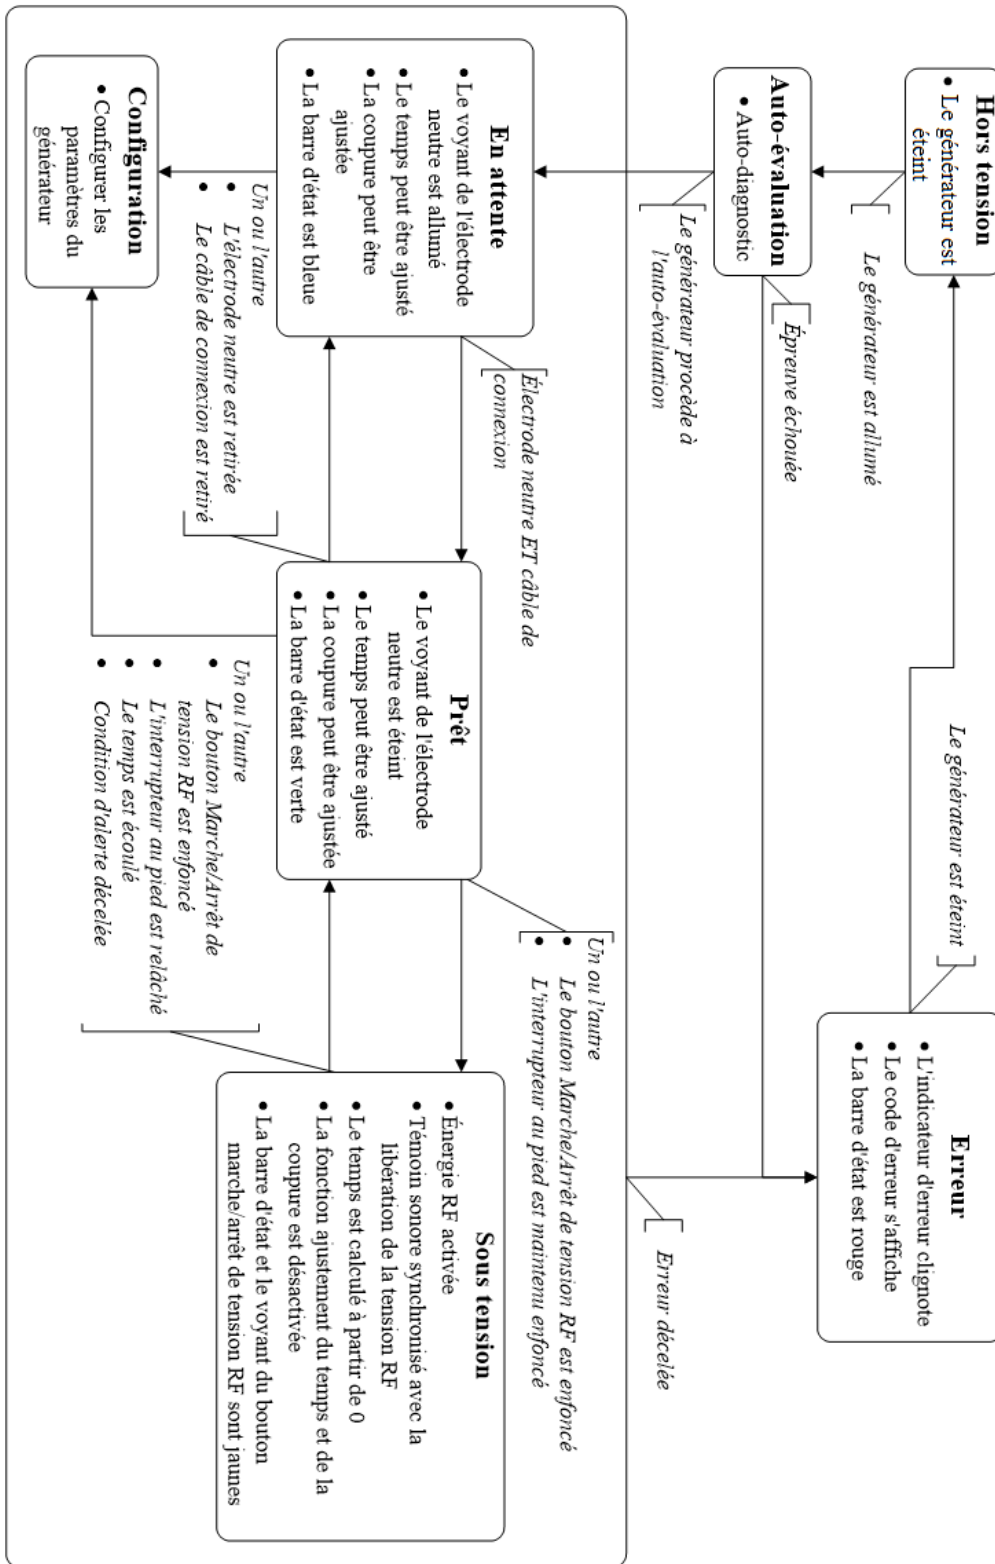 Hors tension
• Le générateur est
éteint
Le générateur est allumé
Auto-évaluation
• Auto-diagnostic
Épreuve échouée
Le générateur procède à
l'auto-évaluation
Le générateur est éteint
Erreur
• L'indicateur d'erreur clignote
• Le code d'erreur s'affiche
• La barre d'état est rouge
Erreur décelée
En attente
• Le voyant de l'électrode
neutre est allumé
• Le temps peut être ajusté
• La coupure peut être
ajustée
• La barre d'état est bleue
Électrode neutre ET câble de
connexion
Un ou l'autre
• L'électrode neutre est retirée
• Le câble de connexion est retiré
Prêt
• Le voyant de l'électrode
neutre est éteint
• Le temps peut être ajusté
• La coupure peut être ajustée
• La barre d'état est verte
Un ou l'autre
• Le bouton Marche/Arrêt de tension RF est enfoncé
• L'interrupteur au pied est maintenu enfoncé
Un ou l'autre
• Le bouton Marche/Arrêt de
tension RF est enfoncé
• L'interrupteur au pied est relâché
• Le temps est écoulé
• Condition d'alerte décelée
Sous tension
• Énergie RF activée
• Témoin sonore synchronisé avec la
libération de la tension RF
• Le temps est calculé à partir de 0
• La fonction ajustement du temps et de la
coupure est désactivée
• La barre d'état et le voyant du bouton
marche/arrêt de tension RF sont jaunes
Configuration
• Configurer les
paramètres du
générateur